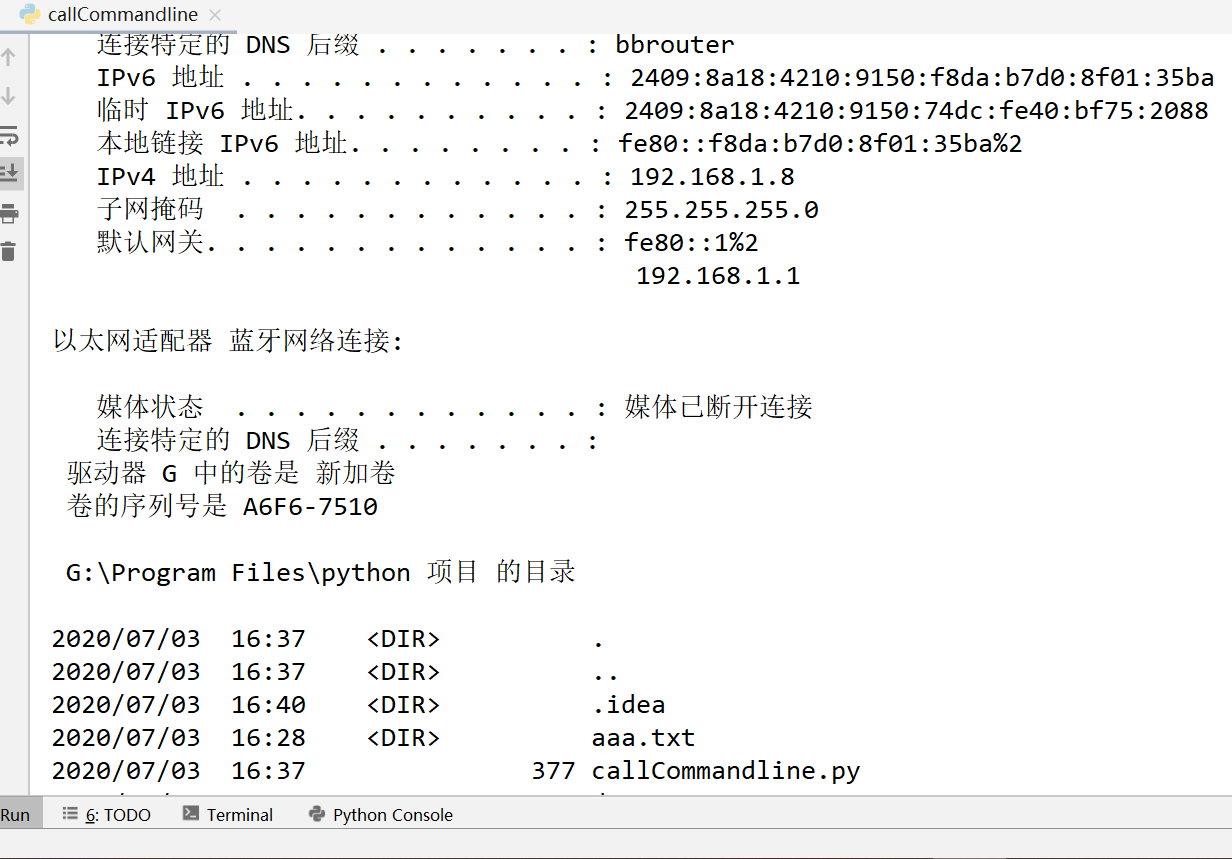 callCommandline
连接特定的 DNS 后缀 . . . . . . . : bbrouter
IPv6 地址 . . . . . . . . . . . . : 2409:8a18:4210:9150:f8da:b7d0:8f01:35ba
临时 IPv6 地址. . . . . . . . . . : 2409:8a18:4210:9150:74dc:fe40:bf75:2088
本地链接 IPv6 地址. . . . . . . . : fe80::f8da:b7d0:8f01:35ba%2
IPv4 地址 . . . . . . . . . . . . : 192.168.1.8
子网掩码  . . . . . . . . . . . . : 255.255.255.0
默认网关. . . . . . . . . . . . . : fe80::1%2
192.168.1.1
以太网适配器 蓝牙网络连接:
媒体状态  . . . . . . . . . . . . : 媒体已断开连接
连接特定的 DNS 后缀 . . . . . . . :
驱动器 G 中的卷是 新加卷
卷的序列号是 A6F6-7510
G:\Program Files\python 项目 的目录
2020/07/03  16:37    <DIR>          .
2020/07/03  16:37    <DIR>          ..
2020/07/03  16:40    <DIR>          .idea
2020/07/03  16:28    <DIR>          aaa.txt
2020/07/03  16:37               377 callCommandline.py
Run 6: TODO Terminal Python Console